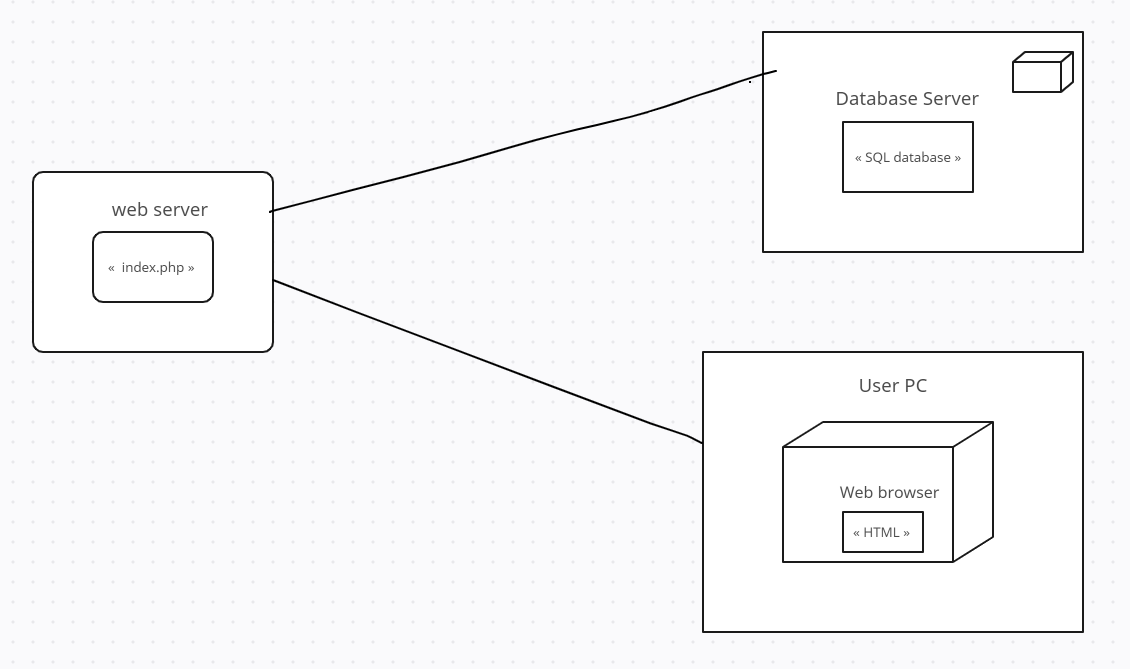 web server
« index.php »
Database Server
« SQL database »
User PC
Web browser
« HTML »